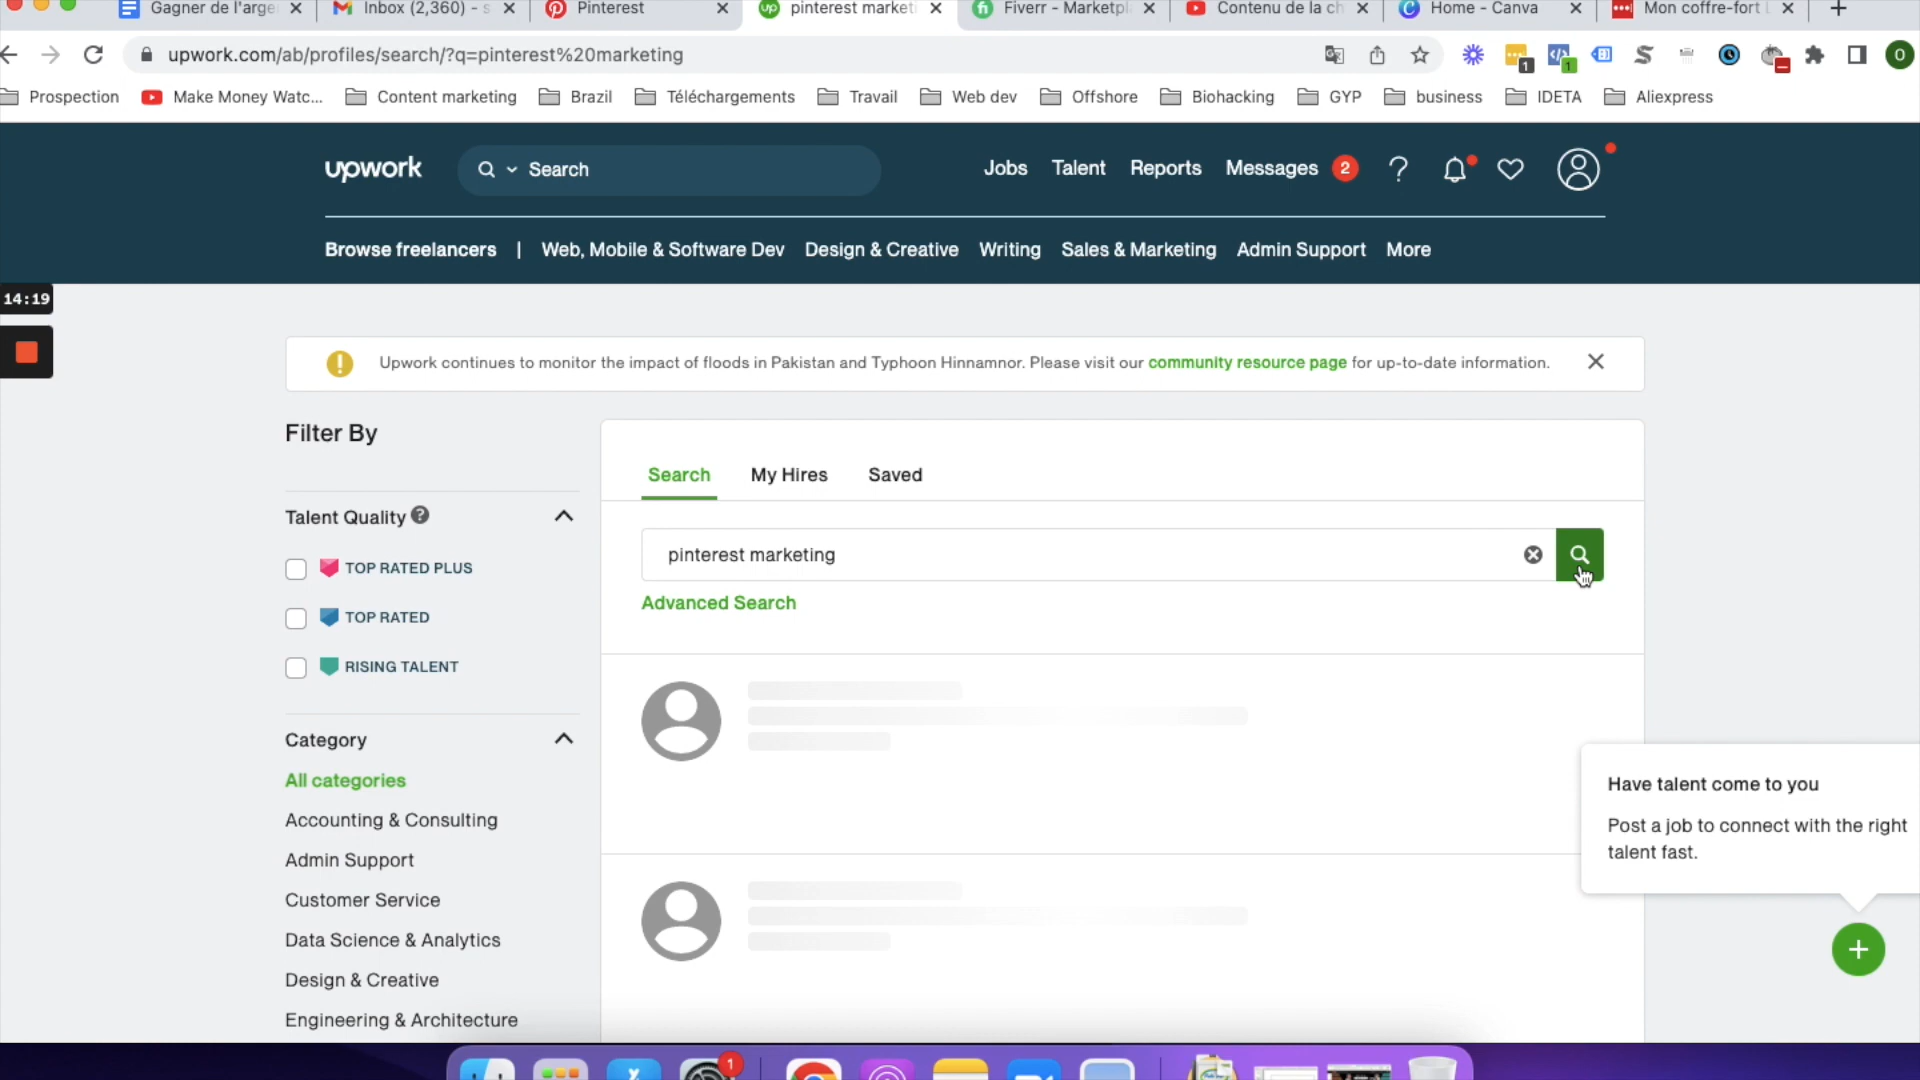 Gagner de l'arge
Inbox (2,360) - s
Pinterest
pinterest marketi
Fiverr - Marketpl
Contenu de la ch
Home - Canva
Mon coffre-fort L
upwork.com/ab/profiles/search/?q=pinterest%20marketing
1
1
O
Prospection
Make Money Watc...
Content marketing
Brazil
Téléchargements
Travail
Web dev
Offshore
Biohacking
GYP
business
IDETA
Aliexpress
upwork
Search
Jobs
Talent
Reports
Messages
2
Browse freelancers | Web, Mobile & Software Dev Design & Creative Writing Sales & Marketing Admin Support More
14:19
Upwork continues to monitor the impact of floods in Pakistan and Typhoon Hinnamnor. Please visit our community resource page for up-to-date information.
Filter By
Talent Quality
TOP RATED PLUS
TOP RATED
RISING TALENT
Category
All categories
Accounting & Consulting
Admin Support
Customer Service
Data Science & Analytics
Design & Creative
Engineering & Architecture
Search
My Hires
Saved
pinterest marketing
Advanced Search
Have talent come to you
Post a job to connect with the right
talent fast.
1